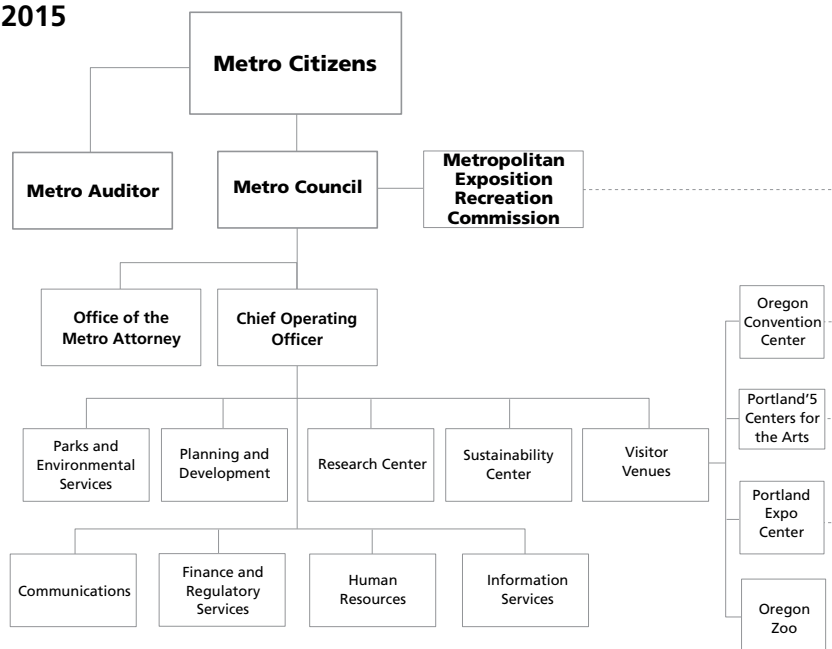 2015
Metro Citizens
Metro Auditor
Metro Council
Metropolitan
Exposition
Recreation
Commission
Office of the
Metro Attorney
Chief Operating
Officer
Oregon
Convention
Center
Portland'5
Centers for
the Arts
Portland
Expo
Center
Oregon
Zoo
Parks and
Environmental
Services
Planning and
Development
Research Center
Sustainability
Center
Visitor
Venues
Communications
Finance and
Regulatory
Services
Human
Resources
Information
Services